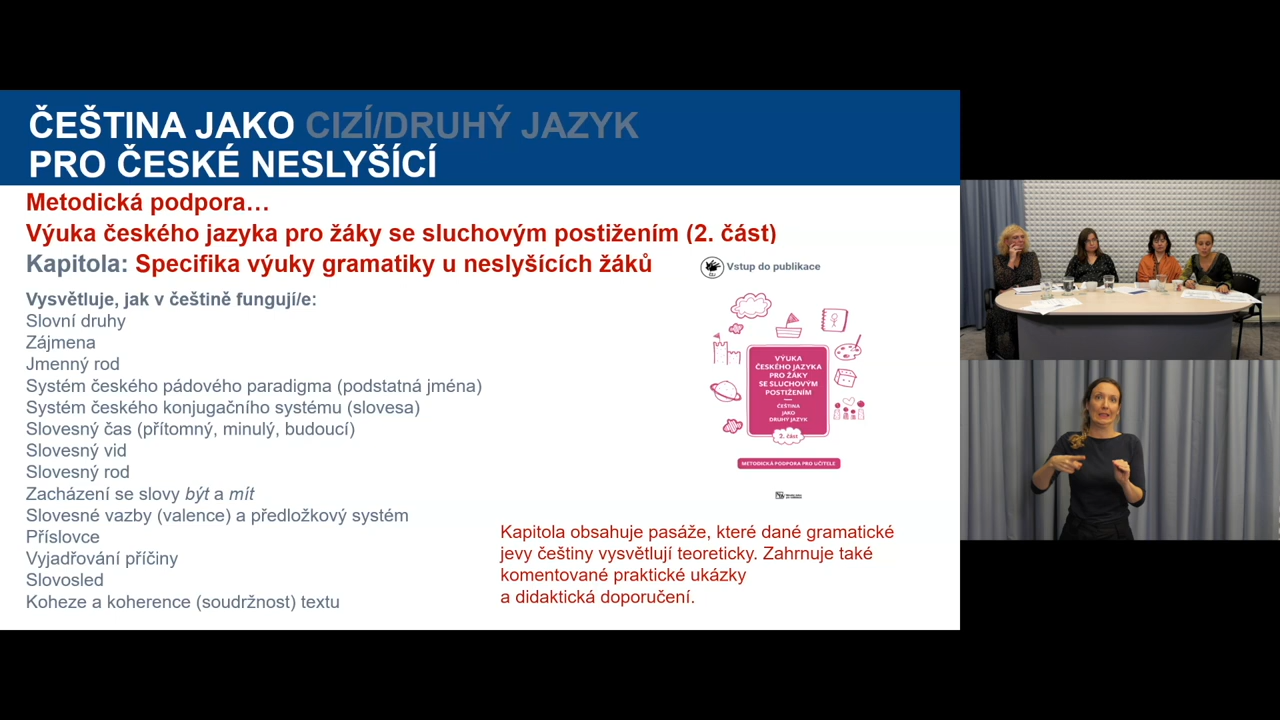 ČEŠTINA JAKO CIZÍ/DRUHÝ JAZYK
PRO ČESKÉ NESLYŠÍCÍ
Metodická podpora…
Výuka českého jazyka pro žáky se sluchovým postižením (2. část)
Kapitola: Specifika výuky gramatiky u neslyšících žáků
Vysvětluje, jak v češtině fungují/e:
Slovní druhy
Zájmena
Jmenný rod
Systém českého pádového paradigma (podstatná jména)
Systém českého konjugačního systému (slovesa)
Slovesný čas (přítomný, minulý, budoucí)
Slovesný vid
Slovesný rod
Zacházení se slovy být a mít
Slovesné vazby (valence) a předložkový systém
Příslovce
Vyjadřování příčiny
Slovosled
Koheze a koherence (soudržnost) textu
Vstup do publikace
VÝUKA
ČESKÉHO JAZYKA
PRO ŽÁKY
SE SLUCHOVÝM
POSTIŽENÍM
ČEŠTINA
JAKO
DRUHÝ JAZYK
2. část
METODICKÁ PODPORA PRO UČITELE
Kapitola obsahuje pasáže, které dané gramatické
jevy češtiny vysvětlují teoreticky. Zahrnuje také
komentované praktické ukázky
a didaktická doporučení.